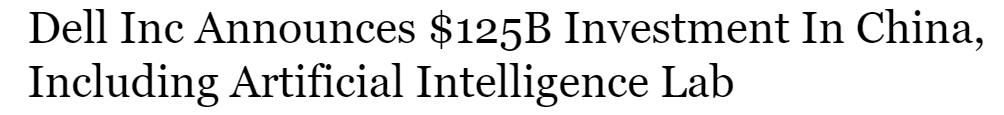 Dell Inc Announces $125B Investment In China,
Including Artificial Intelligence Lab